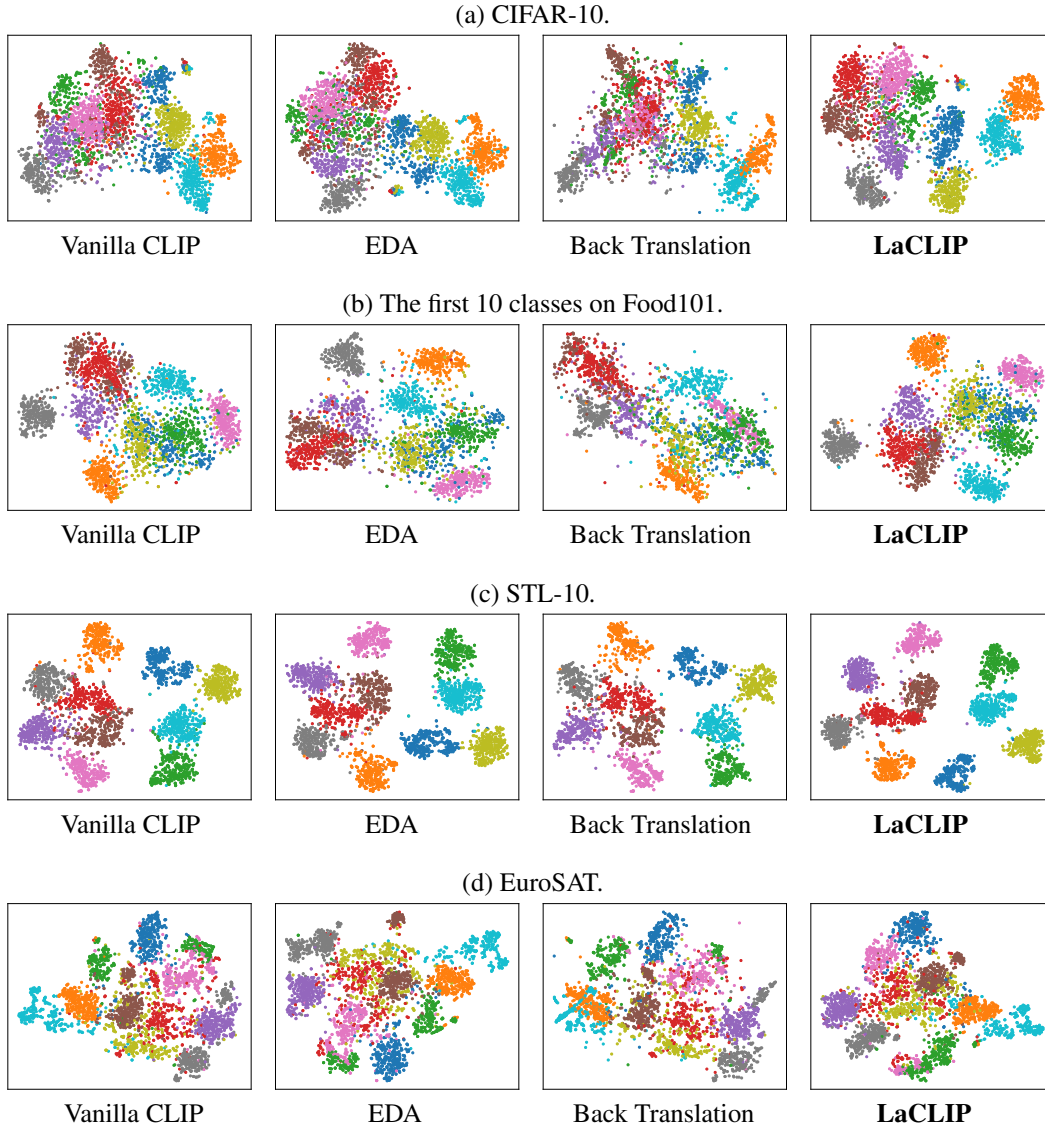 (a) CIFAR-10.
Vanilla CLIP EDA Back Translation LaCLIP
(b) The first 10 classes on Food101.
Vanilla CLIP EDA Back Translation LaCLIP
(c) STL-10.
Vanilla CLIP EDA Back Translation LaCLIP
(d) EuroSAT.
Vanilla CLIP EDA Back Translation LaCLIP